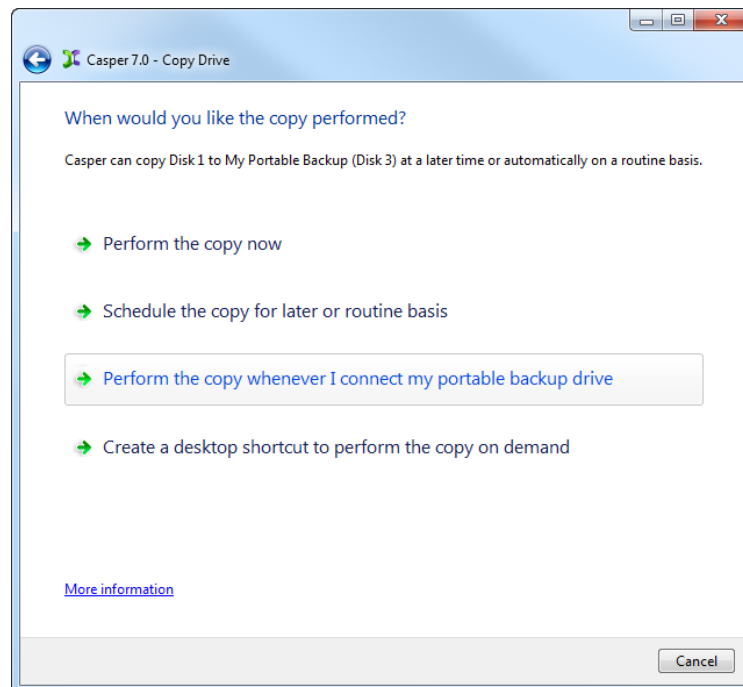 Casper 7.0 - Copy Drive
When would you like the copy performed?
Casper can copy Disk 1 to My Portable Backup (Disk 3) at a later time or automatically on a routine basis.
Perform the copy now
Schedule the copy for later or routine basis
Perform the copy whenever I connect my portable backup drive
Create a desktop shortcut to perform the copy on demand
More information
Cancel